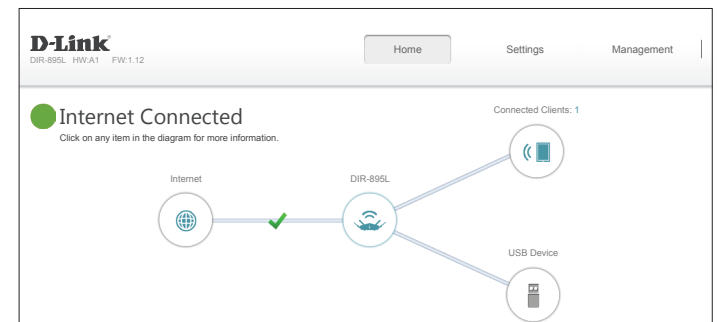 D-Link
DIR-895L HW:A1 FW:1.12
Home
Settings
Management
Internet Connected
Click on any item in the diagram for more information.
Connected Clients: 1
Internet
DIR-895L
USB Device